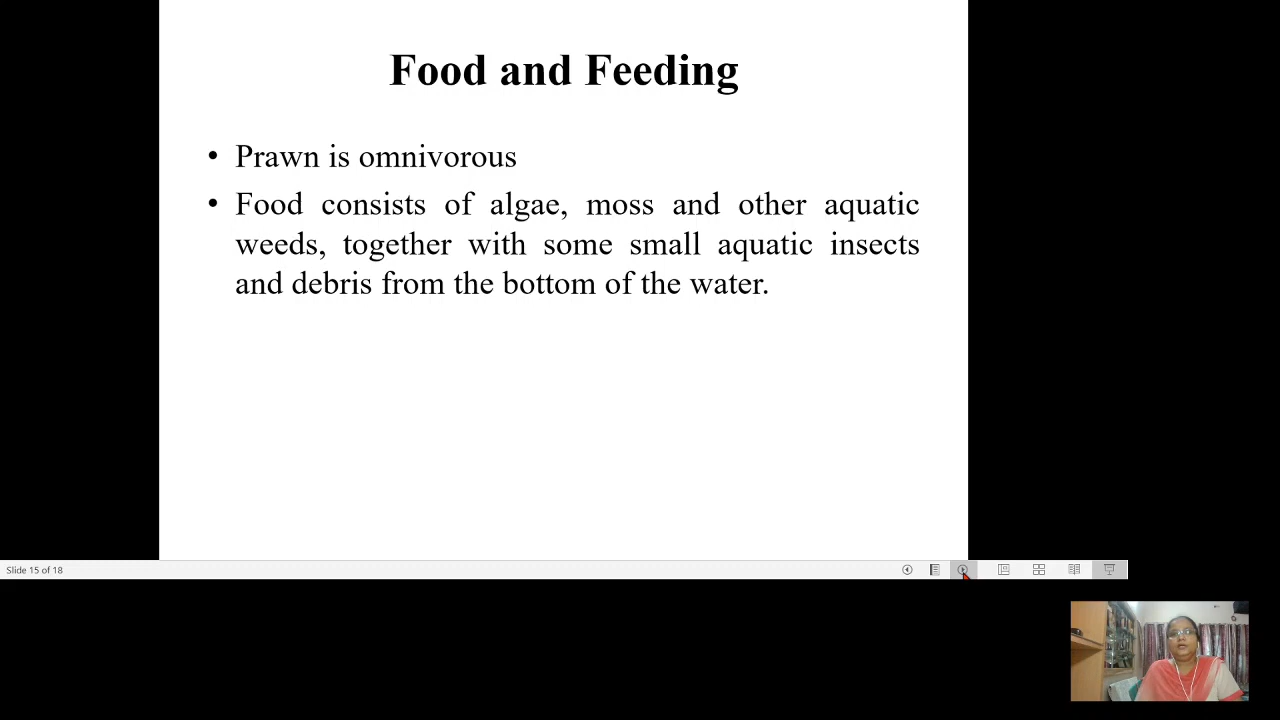 Food and Feeding
• Prawn is omnivorous
• Food consists of algae, moss and other aquatic
weeds, together with some small aquatic insects
and debris from the bottom of the water.
Slide 15 of 18